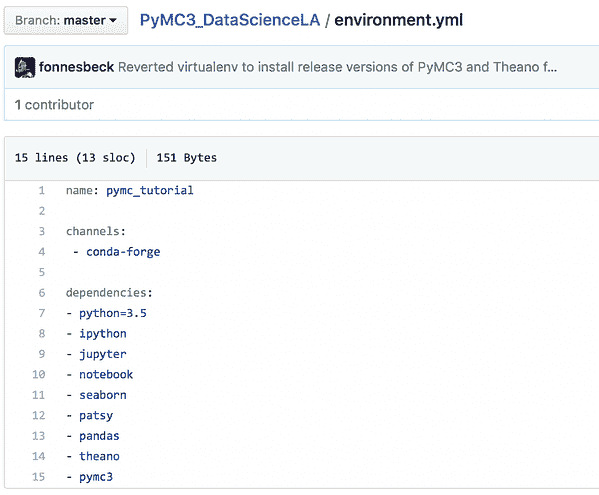 Branch: master PyMC3_DataScienceLA / environment.yml
fonnesbeck Reverted virtualenv to install release versions of PyMC3 and Theano f...
1 contributor
15 lines (13 sloc) 151 Bytes
1 name: pymc_tutorial
2
3 channels:
4 - conda-forge
5
6 dependencies:
7 - python=3.5
8 - ipython
9 - jupyter
10 - notebook
11 - seaborn
12 - patsy
13 - pandas
14 - theano
15 - pymc3